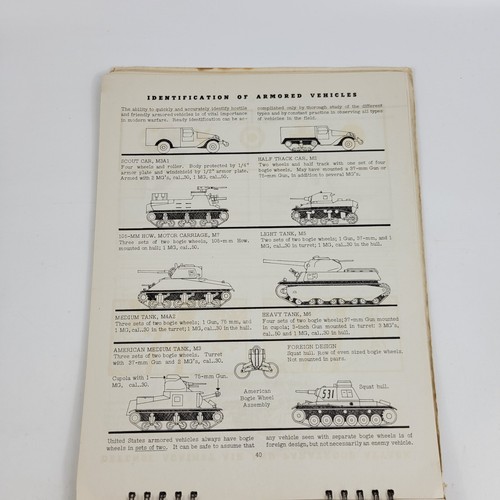 IDENTIFICATION OF ARMORED VEHICLES
The ability to quickly and accurately identify hostile
and friendly armored vehicles is of vital importance
in modern warfare. Ready identification can be ac-
complished only by thorough study of the different
types and by constant practice in observing all types
of vehicles in the field.
SCOUT CAR, M3A1
Four wheels and roller. Body protected by 1/4"
armor plate and windshield by 1/2" armor plate.
Armed with 2 MG's, cal..30, 1 MG, cal..50.
HALF TRACK CAR, M2
Two wheels and half track with one set of four
bogie wheels. May have mounted a 37-mm Gun or
75-mm Gun, in addition to several MG's.
105-MM HOW. MOTOR CARRIAGE, M7
Three sets of two bogie wheels, 105-mm How.
mounted on hull; 1 MG, cal..50.
LIGHT TANK, M5
Two sets of two bogie wheels; 1 Gun, 37-mm, and 1
MG, cal..30 in turret; 1 MG, cal..30 in the hull.
MEDIUM TANK, M4A2
Three sets of two bogie wheels; 1 Gun, 75 mm, and
1 MG, cal..30 in the turret; 1 MG, cal..30 in the hull.
HEAVY TANK, M6
Four sets of two bogie wheels; 37-mm Gun mounted
in cupola; 3-inch Gun mounted in turret; 3 MG's,
cal..50 and 1 MG, cal..30 in hull.
AMERICAN MEDIUM TANK, M3
Three sets of two bogie wheels. Turret
with 37-mm Gun and 2 MG's, cal..30.
FOREIGN DESIGN
Squat hull. Row of even sized bogie wheels.
Not mounted in pairs.
Cupola with 1
MG, cal..30.
75-mm Gun.
American
Bogie Wheel
Assembly
531
Squat hull.
United States armored vehicles always have bogie
wheels in sets of two. It can be safe to assume that
any vehicle seen with separate bogie wheels is of
foreign design, but not necessarily an enemy vehicle.
40